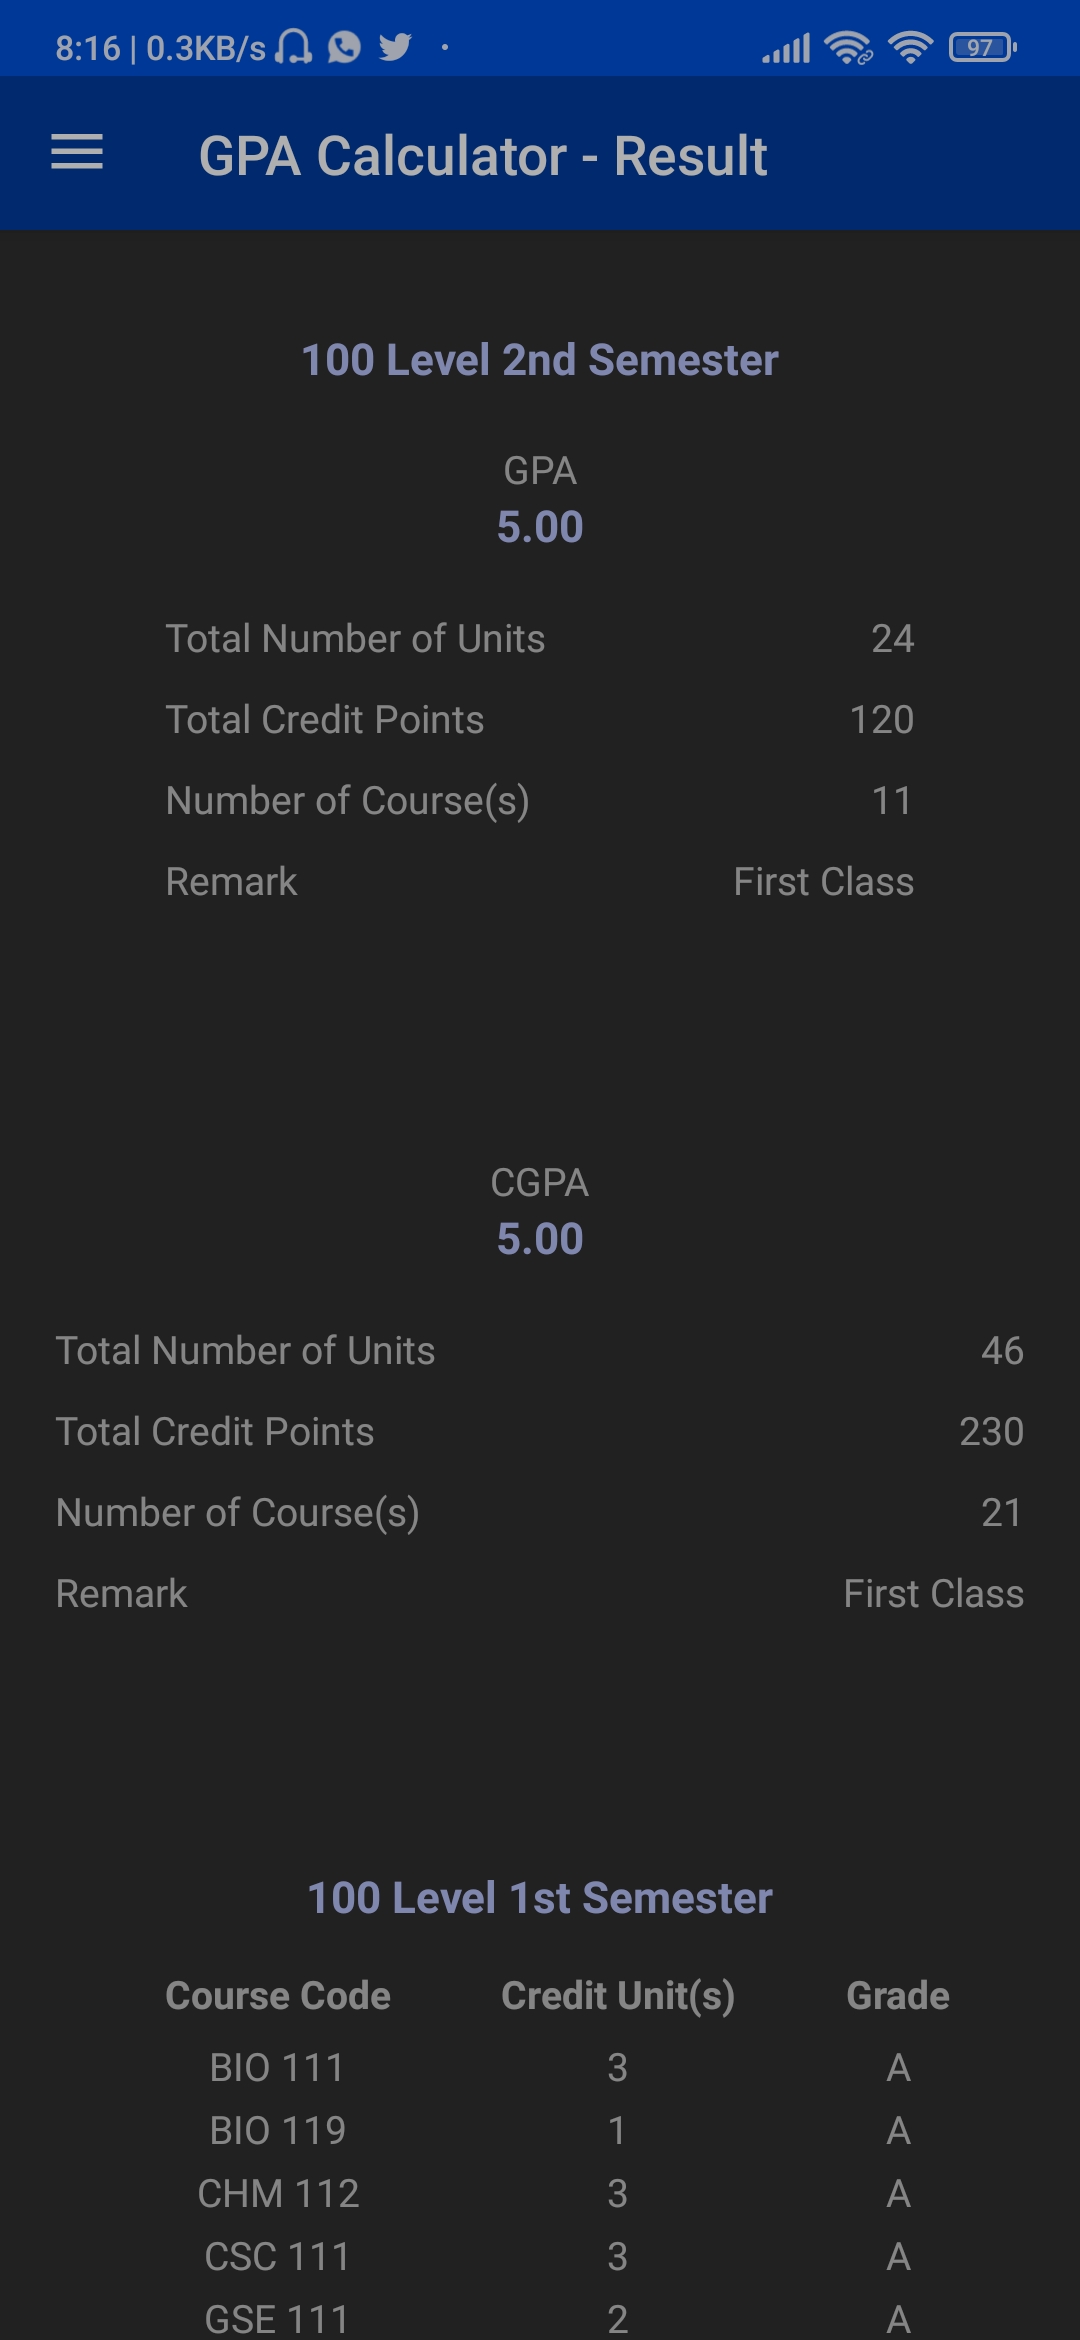 8:16 | 0.3KB/s 97
GPA Calculator - Result
100 Level 2nd Semester
GPA
5.00
Total Number of Units 24
Total Credit Points 120
Number of Course(s) 11
Remark First Class
CGPA
5.00
Total Number of Units 46
Total Credit Points 230
Number of Course(s) 21
Remark First Class
100 Level 1st Semester
Course Code Credit Unit(s) Grade
BIO 111 3 A
BIO 119 1 A
CHM 112 3 A
CSC 111 3 A
GSE 111 2 A